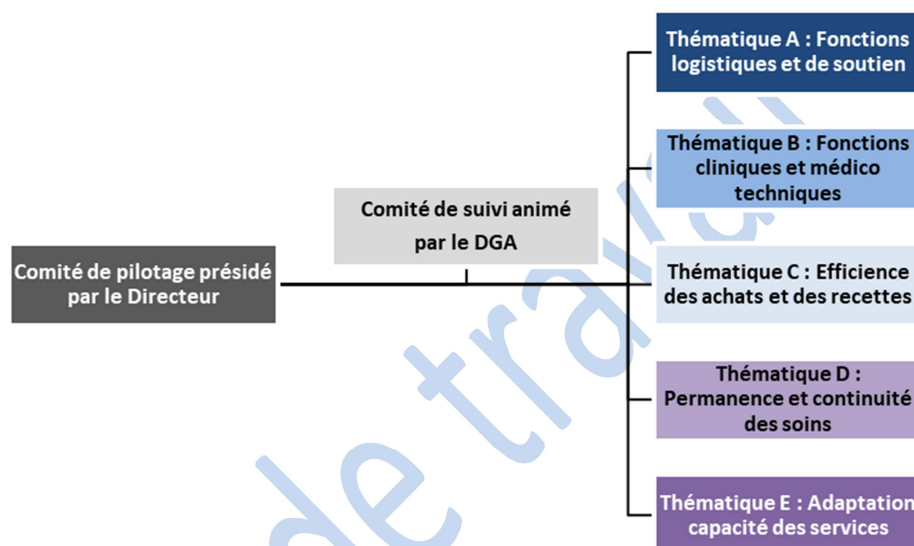 Thématique A : Fonctions
logistiques et de soutien
Thématique B : Fonctions
cliniques et médico
techniques
Comité de suivi animé
par le DGA
Comité de pilotage présidé
par le Directeur
Thématique C : Efficience
des achats et des recettes
Thématique D :
Permanence et continuité
des soins
Thématique E : Adaptation
capacité des services
de travail